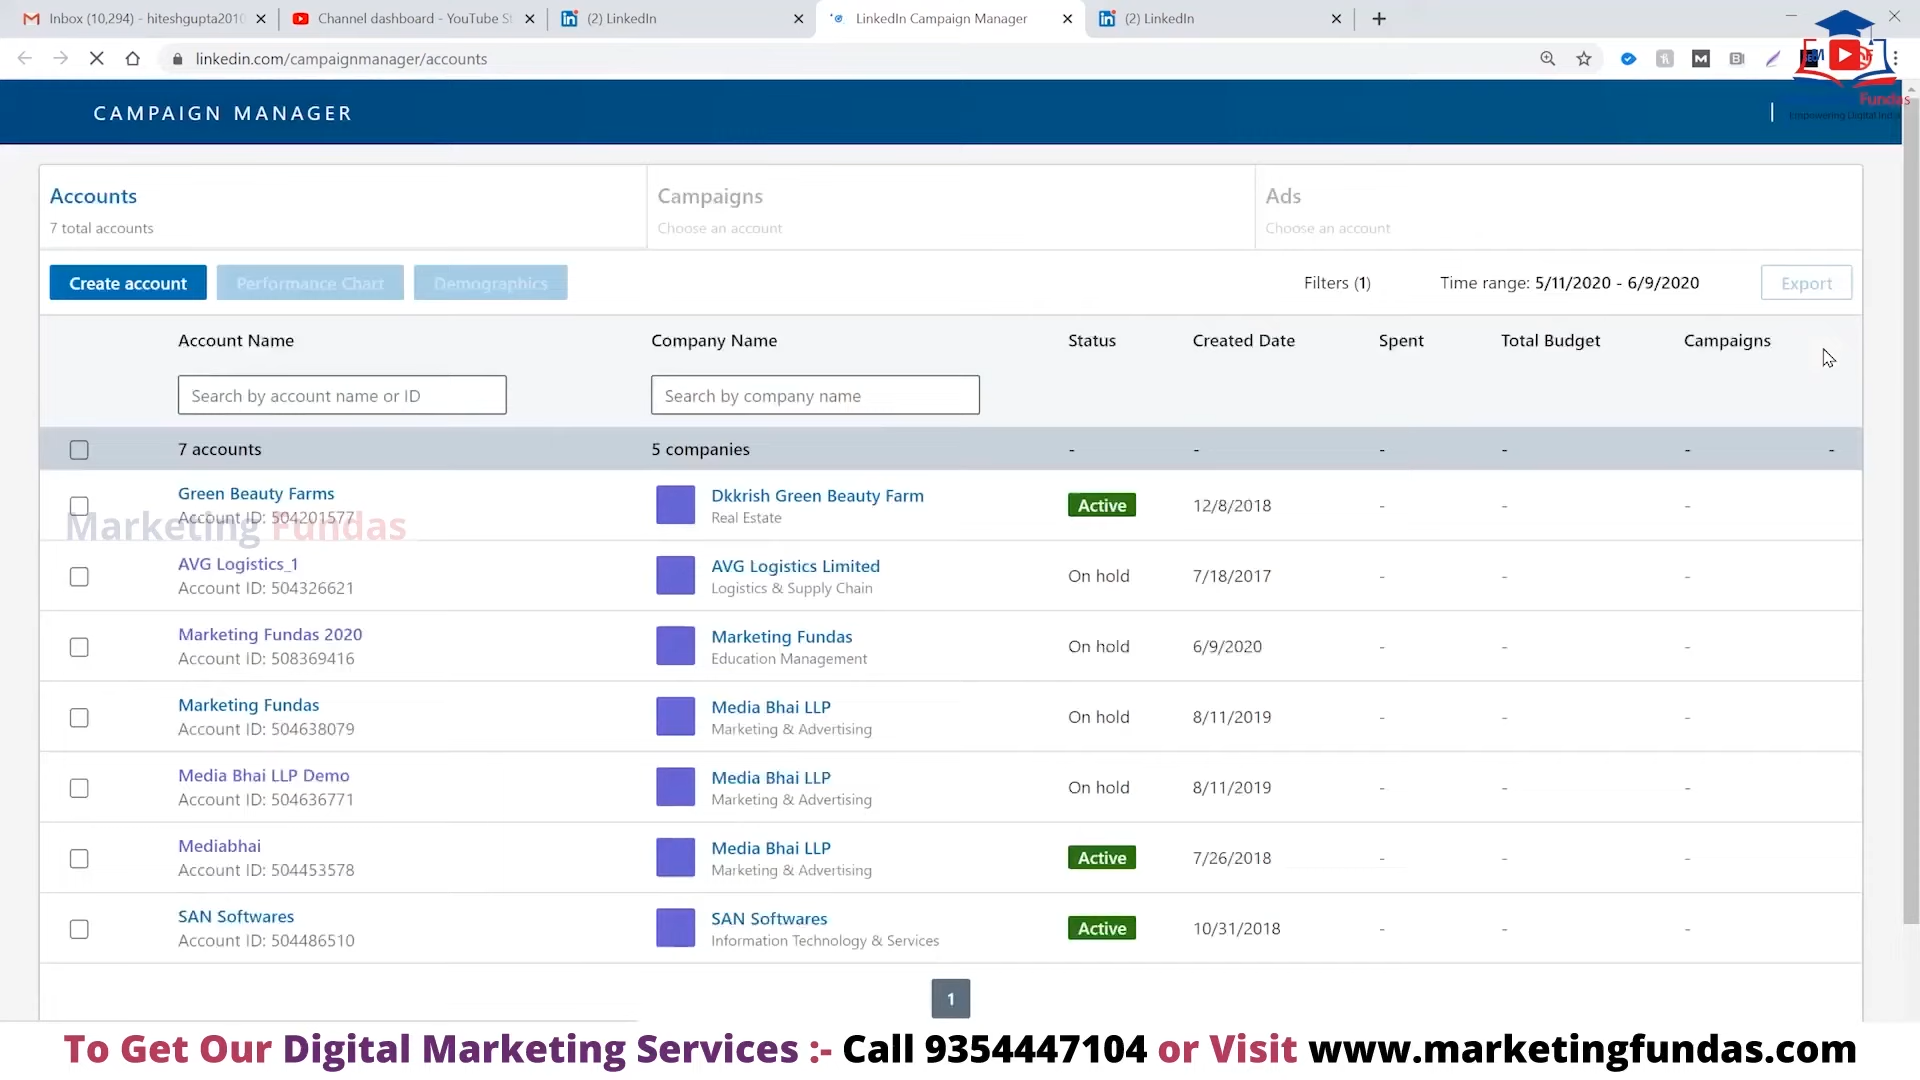 Inbox (10,294) - hiteshgupta2010
Channel dashboard - YouTube St
(2) LinkedIn
LinkedIn Campaign Manager
(2) LinkedIn
linkedin.com/campaignmanager/accounts
CAMPAIGN MANAGER
Fundas
Empowering Digital India
Accounts
7 total accounts
Campaigns
Choose an account
Ads
Choose an account
Create account
Performance Chart
Demographics
Filters (1)
Time range: 5/11/2020 - 6/9/2020
Export
Account Name
Company Name
Status
Created Date
Spent
Total Budget
Campaigns
Search by account name or ID
Search by company name
7 accounts
5 companies
- - - - - -
Green Beauty Farms
Account ID: 504201577
Dkkrish Green Beauty Farm
Real Estate
Active
12/8/2018
- - -
Marketing Fundas
AVG Logistics_1
Account ID: 504326621
AVG Logistics Limited
Logistics & Supply Chain
On hold
7/18/2017
- - -
Marketing Fundas 2020
Account ID: 508369416
Marketing Fundas
Education Management
On hold
6/9/2020
- - -
Marketing Fundas
Account ID: 504638079
Media Bhai LLP
Marketing & Advertising
On hold
8/11/2019
- - -
Media Bhai LLP Demo
Account ID: 504636771
Media Bhai LLP
Marketing & Advertising
On hold
8/11/2019
- - -
Mediabhai
Account ID: 504453578
Media Bhai LLP
Marketing & Advertising
Active
7/26/2018
- - -
SAN Softwares
Account ID: 504486510
SAN Softwares
Information Technology & Services
Active
10/31/2018
- - -
1
To Get Our Digital Marketing Services :- Call 9354447104 or Visit www.marketingfundas.com